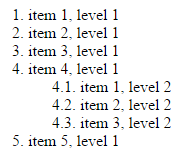 1. item 1, level 1
2. item 2, level 1
3. item 3, level 1
4. item 4, level 1
4.1. item 1, level 2
4.2. item 2, level 2
4.3. item 3, level 2
5. item 5, level 1